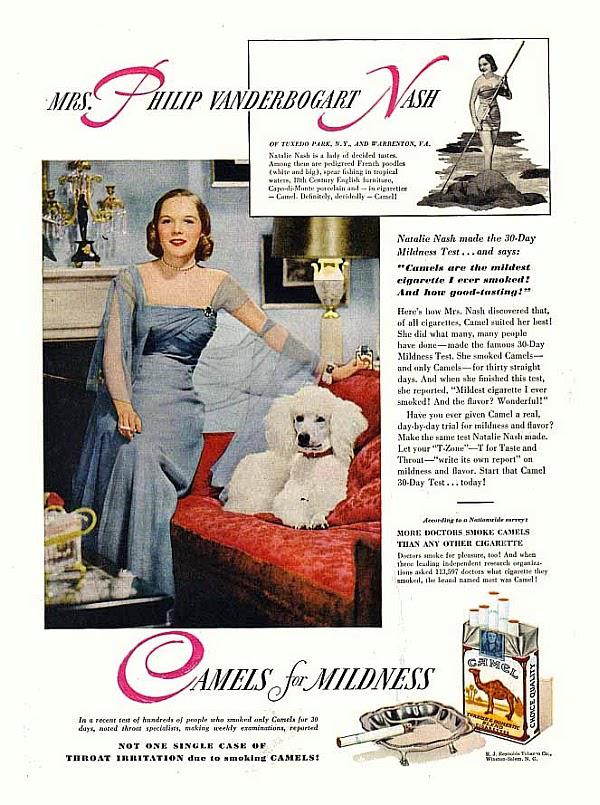 MRS. PHILIP VANDERBOGART NASH
OF TUXEDO PARK, N.Y., AND WARRENTON, VA.
Natalie Nash is a lady of decided tastes.
Among them are pedigreed French poodles
(white and big), spear fishing in tropical
waters, 18th Century English furniture,
Capo-di-Monte porcelain and — in cigarettes
— Camel. Definitely, decidedly — Camel!
Natalie Nash made the 30-Day
Mildness Test . . . and says:
"Camels are the mildest
cigarette I ever smoked!
And how good-tasting!"
Here's how Mrs. Nash discovered that,
of all cigarettes, Camel suited her best!
She did what many, many people
have done—made the famous 30-Day
Mildness Test. She smoked Camels—
and only Camels—for thirty straight
days. And when she finished this test,
she reported, "Mildest cigarette I ever
smoked! And the flavor? Wonderful!"
Have you ever given Camel a real,
day-by-day trial for mildness and flavor?
Make the same test Natalie Nash made.
Let your "T-Zone"—T for Taste and
Throat—"write its own report" on
mildness and flavor. Start that Camel
30-Day Test . . . today!
According to a Nationwide survey:
MORE DOCTORS SMOKE CAMELS
THAN ANY OTHER CIGARETTE
Doctors smoke for pleasure, too! And when
three leading independent research organiza-
tions asked 113,597 doctors what cigarette they
smoked, the brand named most was Camel!
CAMELS for MILDNESS
In a recent test of hundreds of people who smoked only Camels for 30
days, noted throat specialists, making weekly examinations, reported
NOT ONE SINGLE CASE OF
THROAT IRRITATION due to smoking CAMELS!
CAMEL
TURKISH & DOMESTIC
BLEND
CIGARETTES
CHOICE QUALITY
R. J. Reynolds Tobacco Co.,
Winston-Salem, N. C.